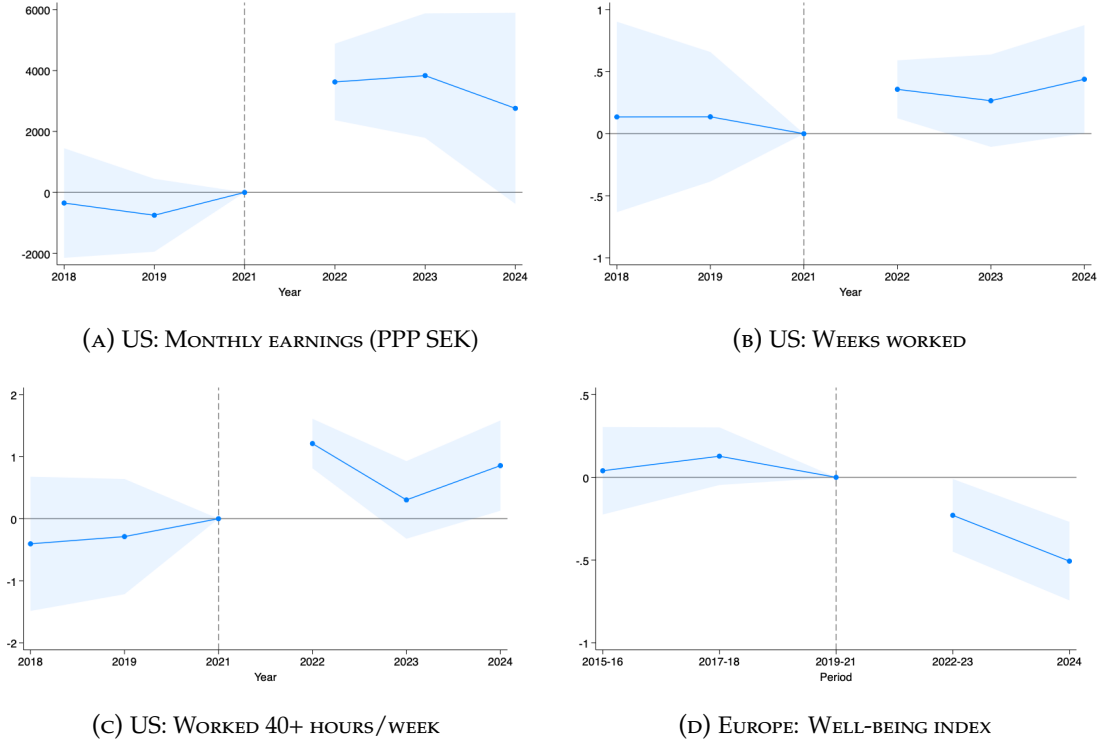 6000
4000
2000
0
-2000
2018 2019 2021 2022 2023 2024
Year
(A) US: Monthly earnings (PPP SEK)
1
.5
0
-.5
-1
2018 2019 2021 2022 2023 2024
Year
(B) US: Weeks worked
2
1
0
-1
-2
2018 2019 2021 2022 2023 2024
Year
(C) US: Worked 40+ hours/week
.5
0
-.5
-1
2015-16 2017-18 2019-21 2022-23 2024
Period
(D) Europe: Well-being index